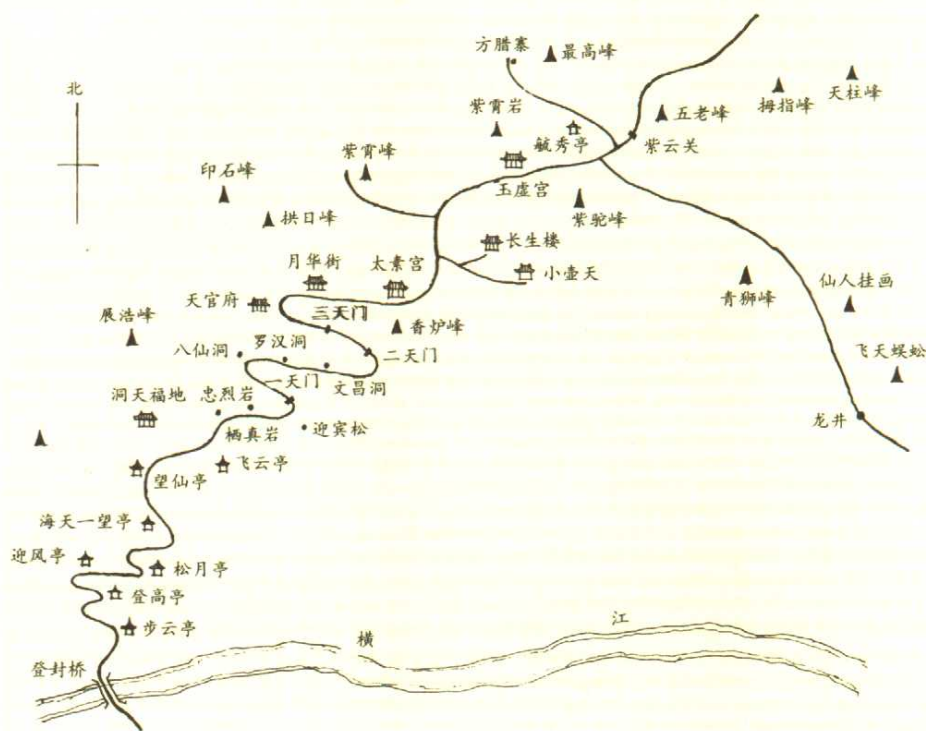 方腊寨
最高峰
天柱峰
拇指峰
北
紫霄岩
五老峰
毓秀亭
紫云关
紫霄峰
印石峰
玉虚宫
紫驼峰
拱日峰
长生楼
月华街
太素宫
小壶天
天官府
青狮峰
仙人挂画
三天门
香炉峰
展浩峰
罗汉洞
八仙洞
二天门
飞天蜈蚣
一天门
文昌洞
洞天福地
忠烈岩
栖真岩
迎宾松
龙井
望仙亭
飞云亭
海天一望亭
迎风亭
松月亭
登高亭
步云亭
横
江
登封桥